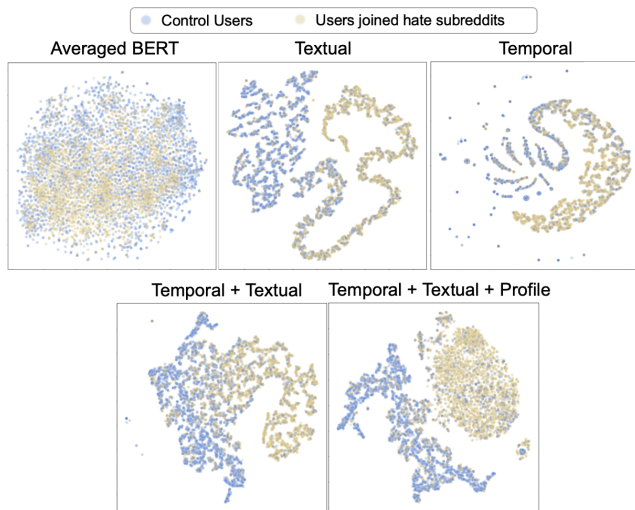 Control Users Users joined hate subreddits
Averaged BERT Textual Temporal
Temporal + Textual Temporal + Textual + Profile